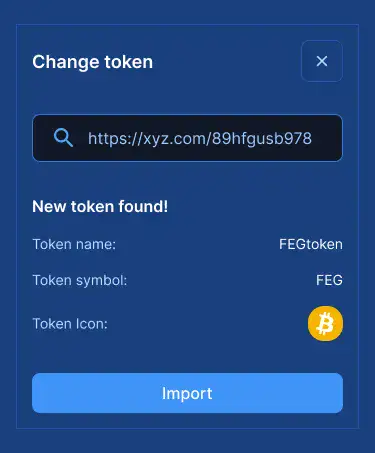 Change token
https://xyz.com/89hfgusb978
New token found!
Token name: FEGtoken
Token symbol: FEG
Token Icon:
Import